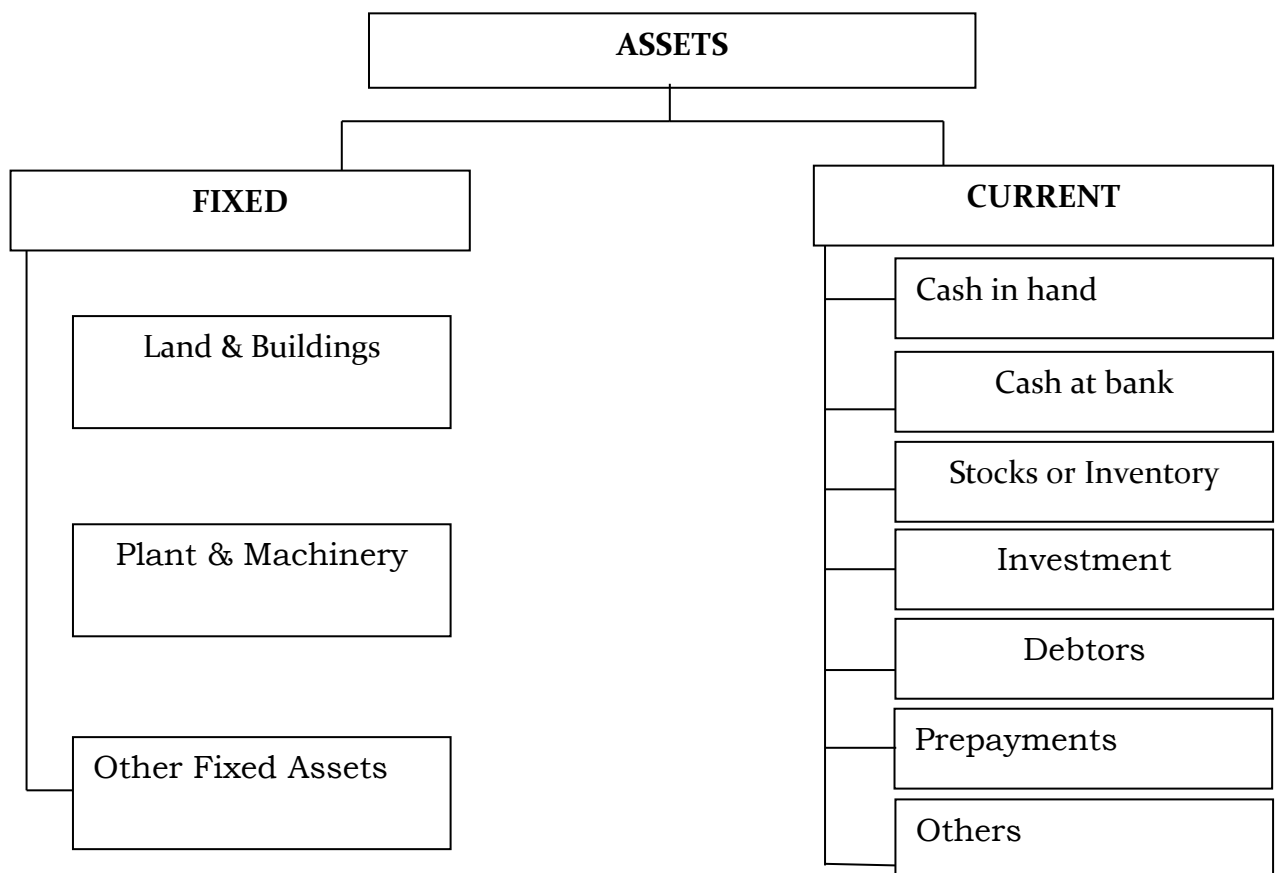 ASSETS
FIXED
Land & Buildings
Plant & Machinery
Other Fixed Assets
CURRENT
Cash in hand
Cash at bank
Stocks or Inventory
Investment
Debtors
Prepayments
Others